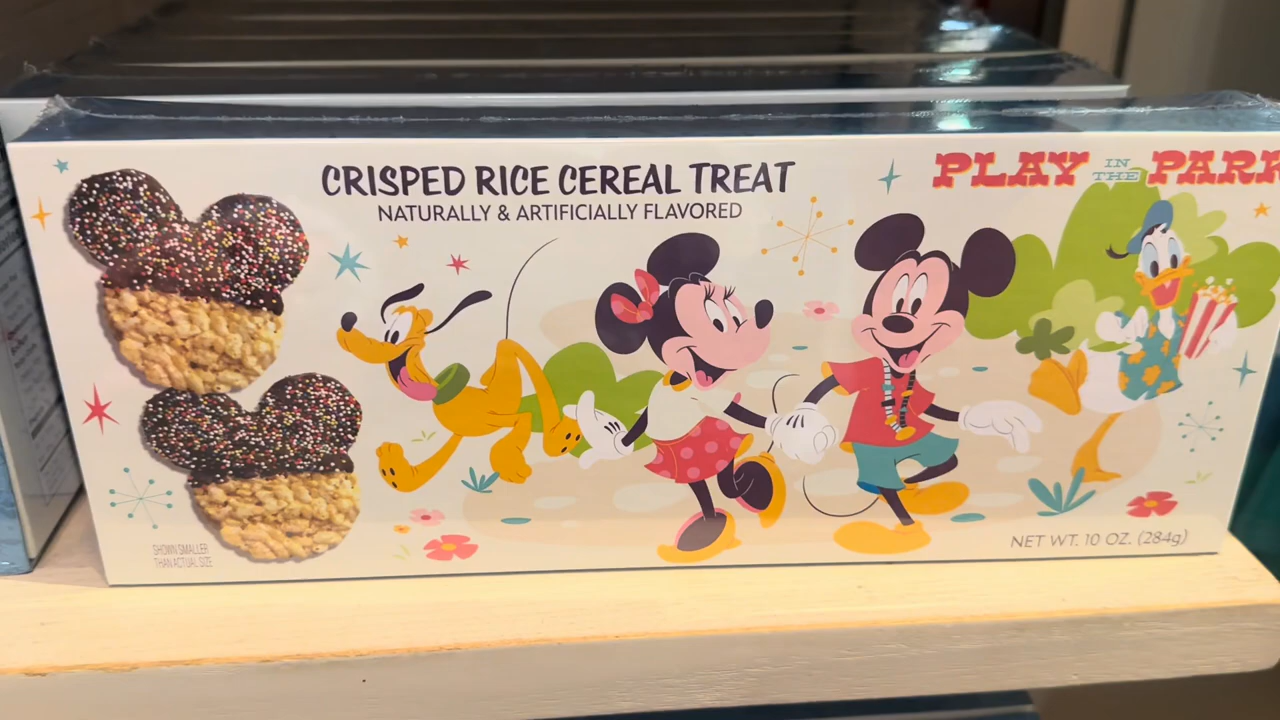 CRISPED RICE CEREAL TREAT
NATURALLY & ARTIFICIALLY FLAVORED
PLAY IN THE PARK
SHOWN SMALLER
THAN ACTUAL SIZE
NET WT. 10 OZ. (284g)